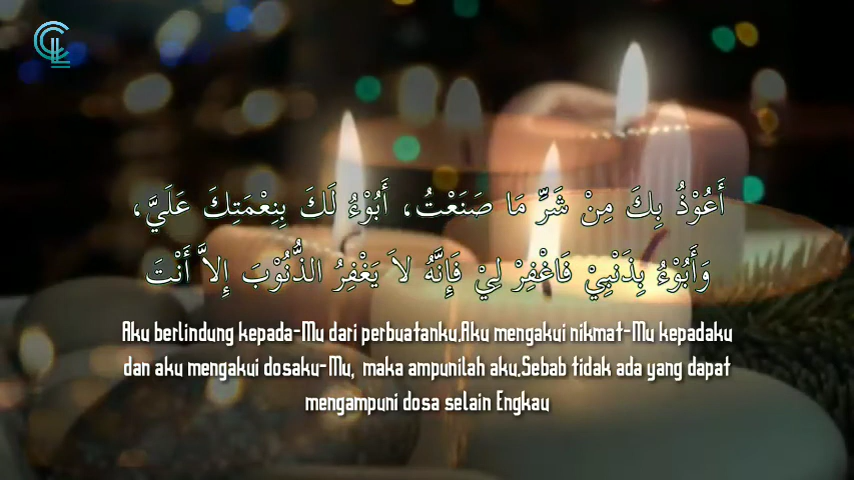 أَعُوْذُ بِكَ مِنْ شَرِّ مَا صَنَعْتُ، أَبُوْءُ لَكَ بِنِعْمَتِكَ عَلَيَّ،
وَأَبُوْءُ بِذَنْبِيْ فَاغْفِرْ لِيْ فَإِنَّهُ لاَ يَغْفِرُ الذُّنُوْبَ إِلاَّ أَنْتَ
Aku berlindung kepada-Mu dari perbuatanku.Aku mengakui nikmat-Mu kepadaku
dan aku mengakui dosaku-Mu, maka ampunilah aku.Sebab tidak ada yang dapat
mengampuni dosa selain Engkau